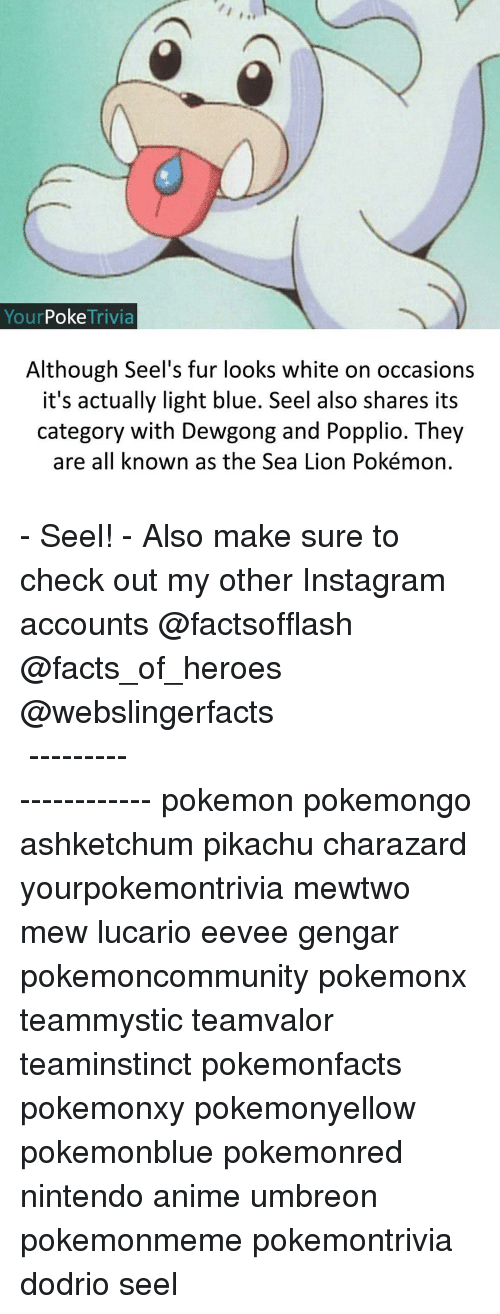 YourPokeTrivia
Although Seel's fur looks white on occasions
it's actually light blue. Seel also shares its
category with Dewgong and Popplio. They
are all known as the Sea Lion Pokémon.
- Seel! - Also make sure to
check out my other Instagram
accounts @factsofflash
@facts_of_heroes
@webslingerfacts
---------
------------ pokemon pokemongo
ashketchum pikachu charazard
yourpokemontrivia mewtwo
mew lucario eevee gengar
pokemoncommunity pokemonx
teammystic teamvalor
teaminstinct pokemonfacts
pokemonxy pokemonyellow
pokemonblue pokemonred
nintendo anime umbreon
pokemonmeme pokemontrivia
dodrio seel